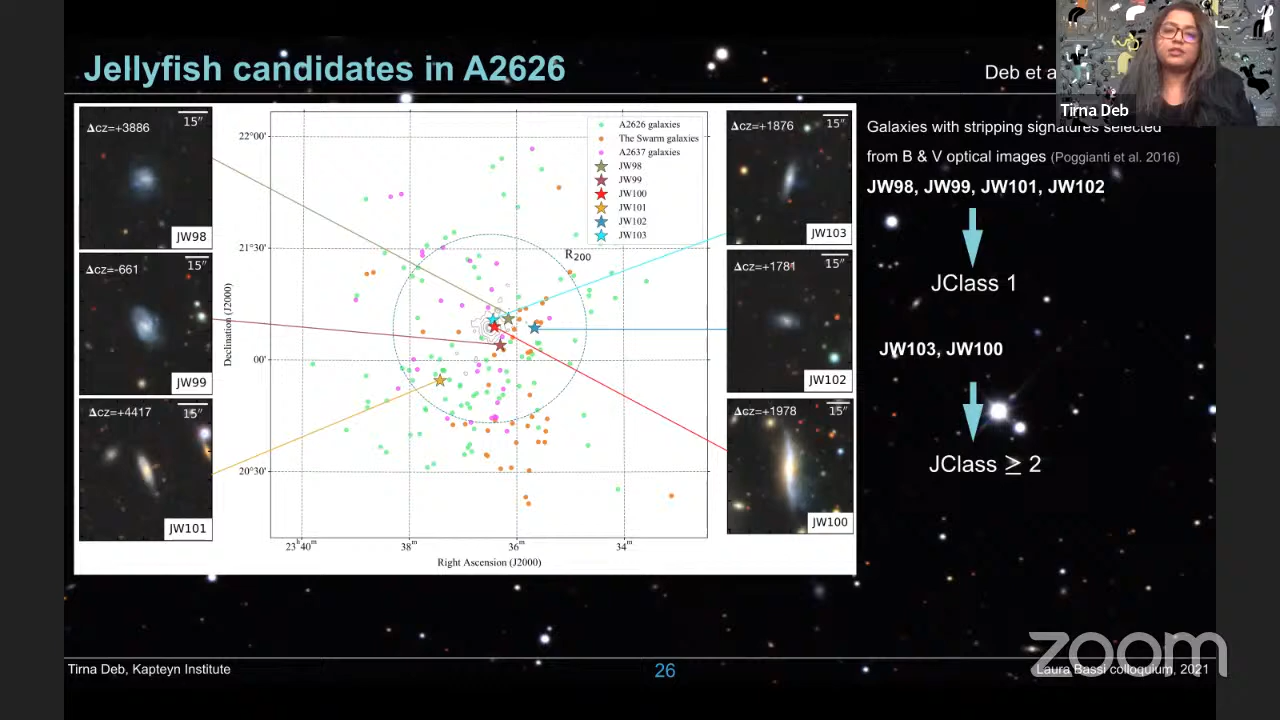 Jellyfish candidates in A2626
Deb et a
Tirna Deb
Δcz=+3886
15"
JW98
Δcz=-661
15"
JW99
Δcz=+4417
15"
JW101
Declination (J2000)
22°00'
21°30'
00'
20°30'
23h40m
38m
36m
34m
Right Ascension (J2000)
A2626 galaxies
The Swarm galaxies
A2637 galaxies
JW98
JW99
JW100
JW101
JW102
JW103
R200
Δcz=+1876
15"
JW103
Δcz=+1781
15"
JW102
Δcz=+1978
15"
JW100
Galaxies with stripping signatures selected
from B & V optical images (Poggianti et al. 2016)
JW98, JW99, JW101, JW102
JClass 1
JW103, JW100
JClass ≥ 2
Tirna Deb, Kapteyn Institute
26
Laura Bassi colloquium, 2021
zoom